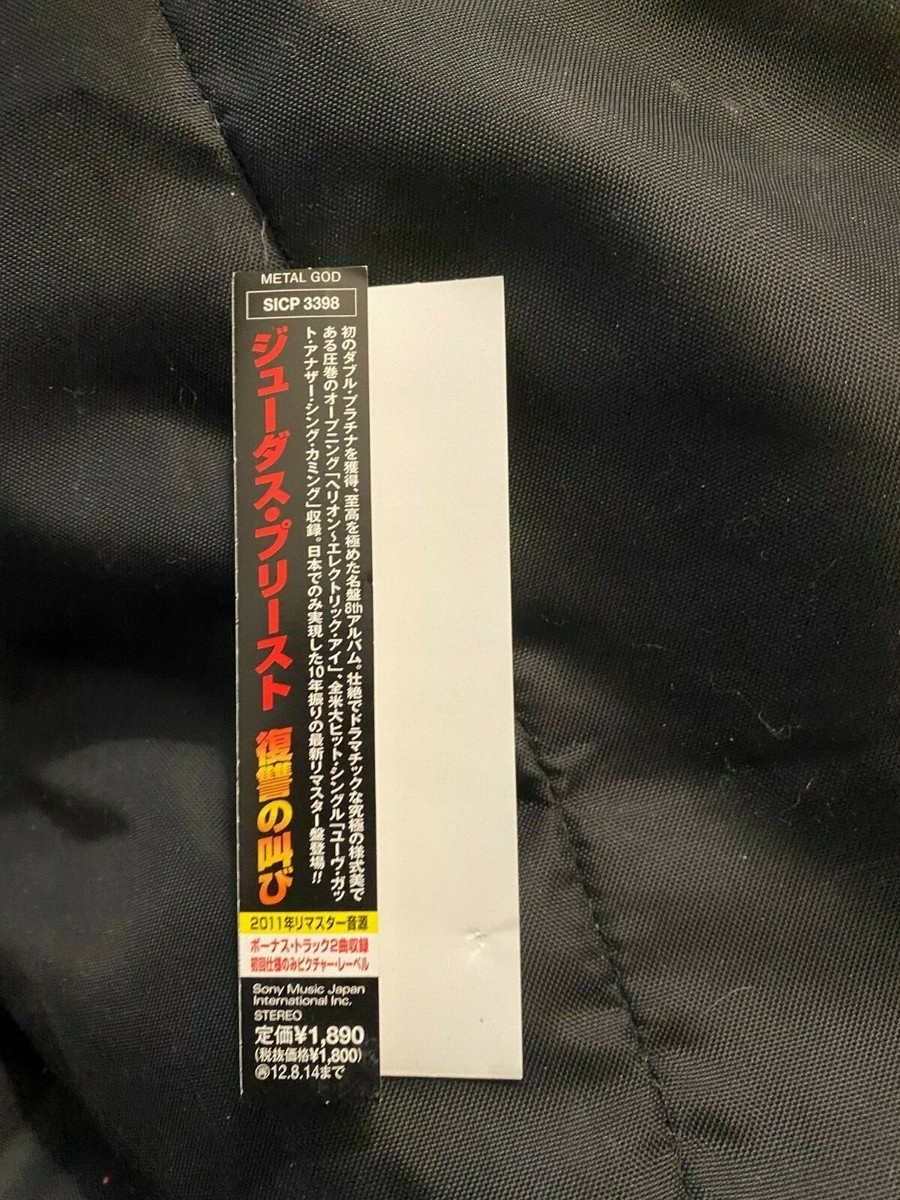 METAL GOD
SICP 3398
ジューダス・プリースト 復讐の叫び
初のダブル・プラチナを獲得、至高を極めた名盤8thアルバム。壮絶でドラマチックな究極の様式美で
ある圧巻のオープニング「ヘリオン〜エレクトリック・アイ」、全米大ヒット・シングル「ユーヴ・ガッ
ト・アナザー・シング・カミング」収録。日本でのみ実現した10年振りの最新リマスター盤登場!!
2011年リマスター音源
ボーナス・トラック2曲収録
初回仕様のみピクチャー・レーベル
Sony Music Japan
International Inc.
STEREO
定価¥1,890
(税抜価格¥1,800)
㋬12.8.14まで